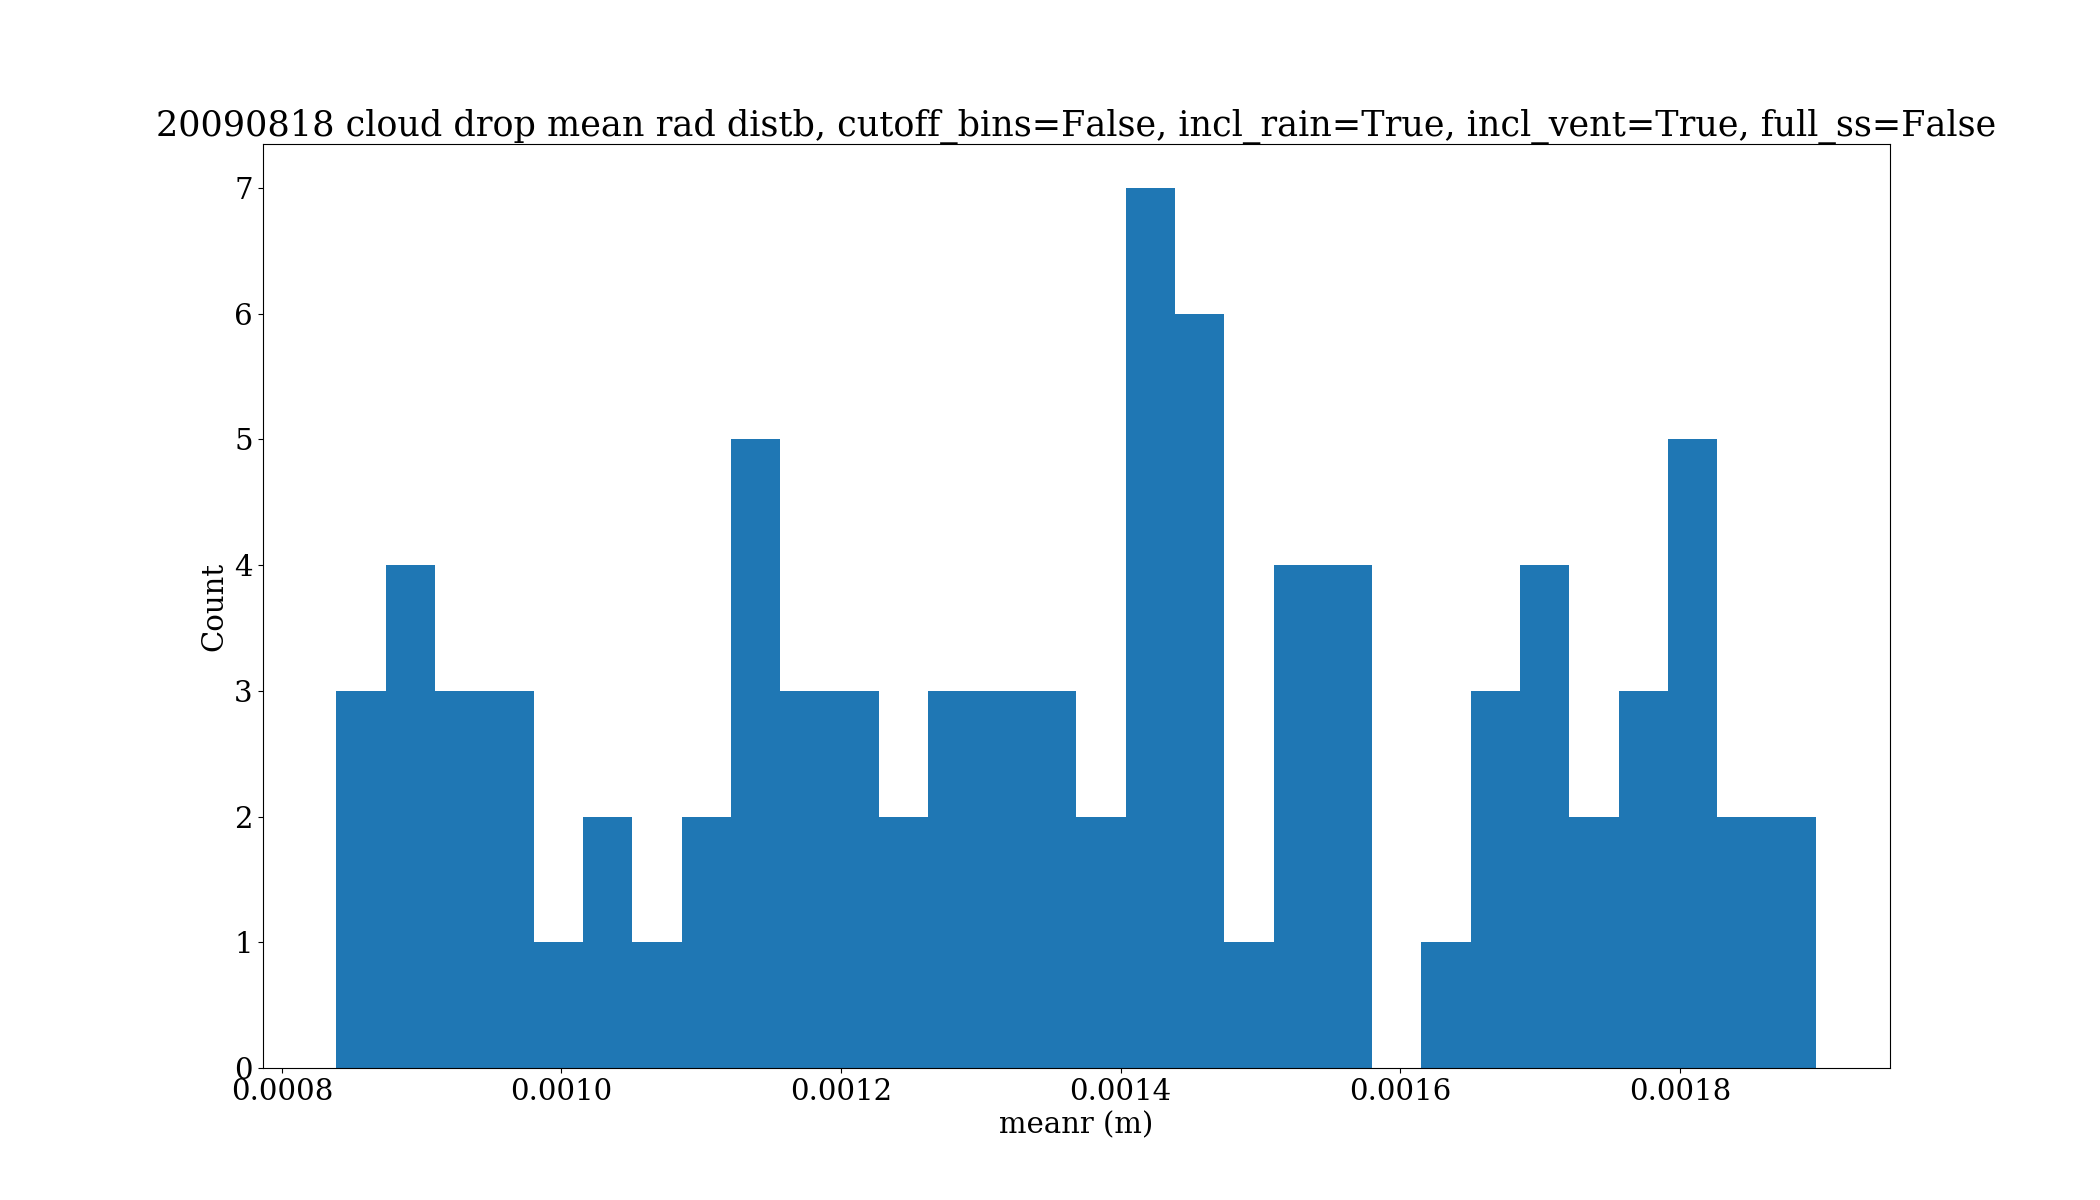 20090818 cloud drop mean rad distb, cutoff_bins=False, incl_rain=True, incl_vent=True, full_ss=False
7
6
5
4
3
2
1
0
Count
0.0008 0.0010 0.0012 0.0014 0.0016 0.0018
meanr (m)